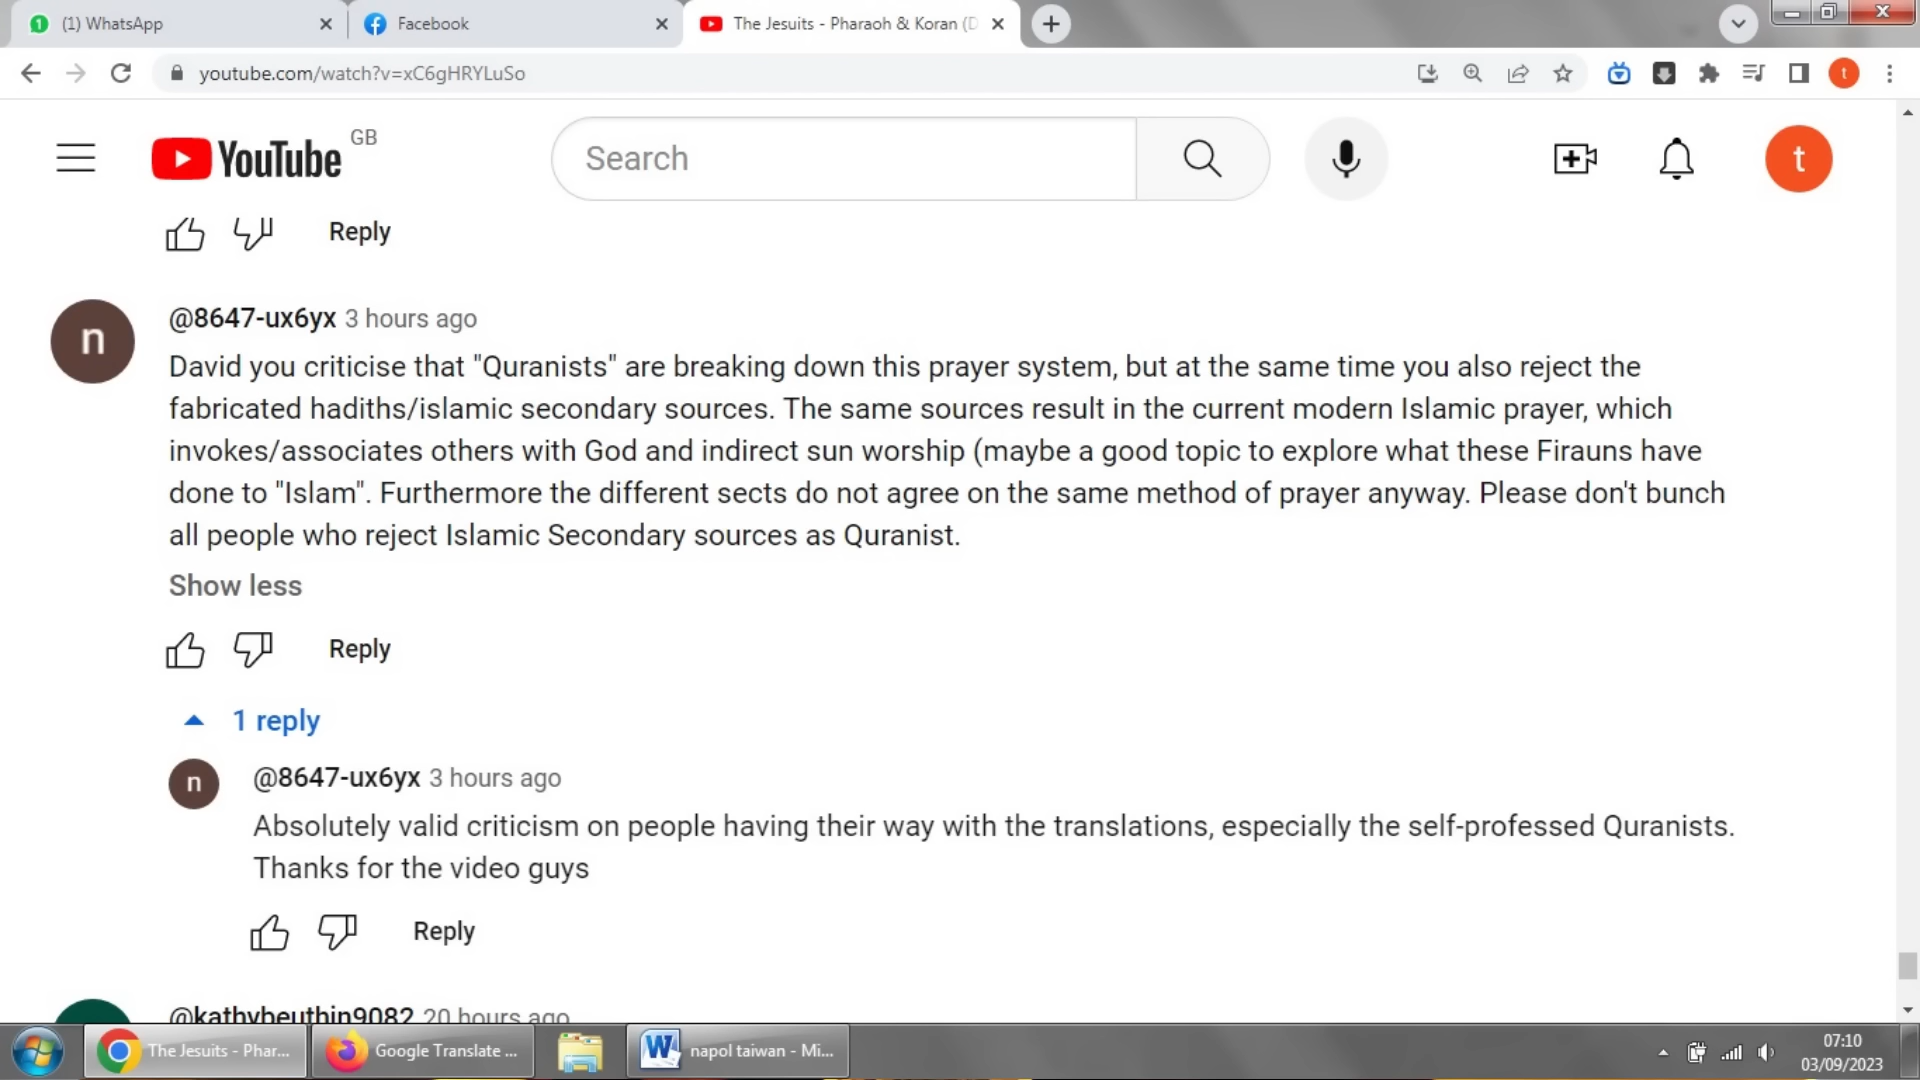 (1) WhatsApp
Facebook
The Jesuits - Pharaoh & Koran (D
youtube.com/watch?v=xC6gHRYLuSo
t
YouTube GB
Search
t
Reply
n
@8647-ux6yx 3 hours ago
David you criticise that "Quranists" are breaking down this prayer system, but at the same time you also reject the
fabricated hadiths/islamic secondary sources. The same sources result in the current modern Islamic prayer, which
invokes/associates others with God and indirect sun worship (maybe a good topic to explore what these Firauns have
done to "Islam". Furthermore the different sects do not agree on the same method of prayer anyway. Please don't bunch
all people who reject Islamic Secondary sources as Quranist.
Show less
Reply
1 reply
n
@8647-ux6yx 3 hours ago
Absolutely valid criticism on people having their way with the translations, especially the self-professed Quranists.
Thanks for the video guys
Reply
@kathybeuthin9082 20 hours ago
The Jesuits - Phar...
Google Translate ...
napol taiwan - Mi...
07:10
03/09/2023